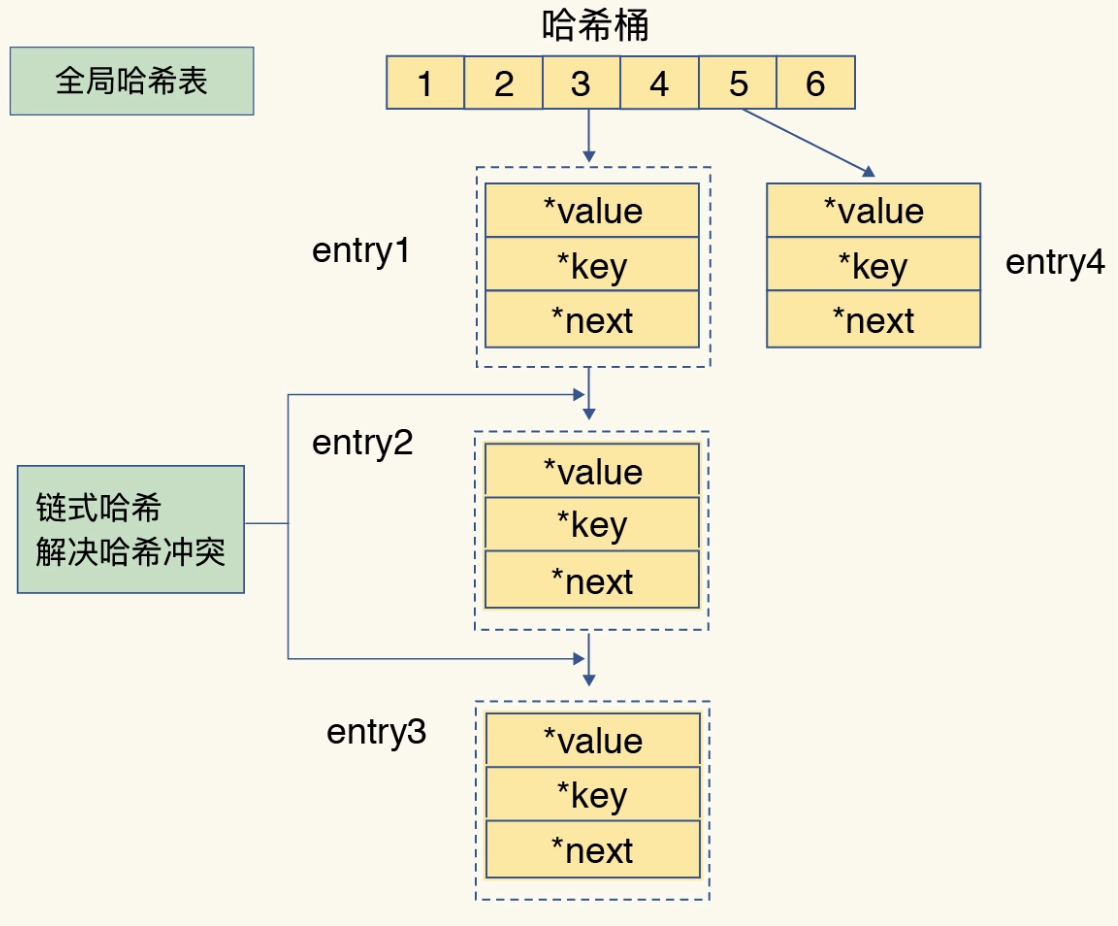 哈希桶
全局哈希表
1 2 3 4 5 6
entry1
*value
*key
*next
*value
*key
*next
entry4
链式哈希
解决哈希冲突
entry2
*value
*key
*next
entry3
*value
*key
*next